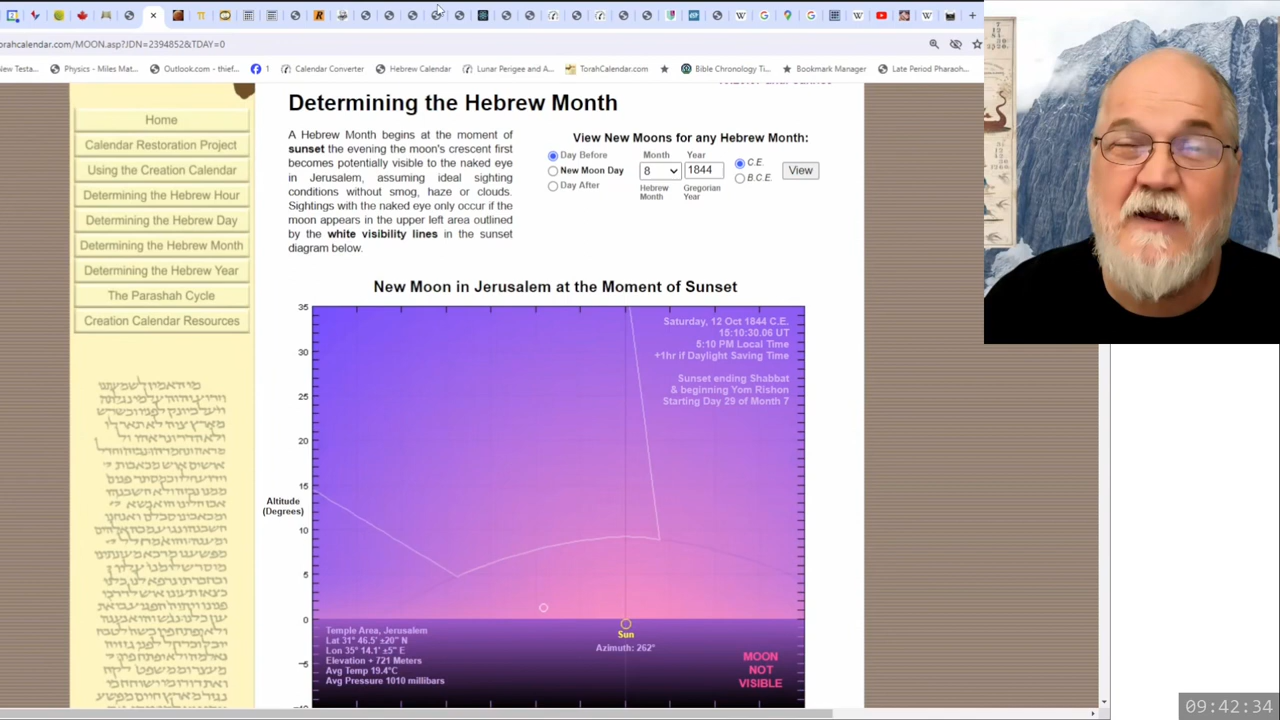 orahcalendar.com/MOON.asp?JDN=2394852&TDAY=0
New Testa...
Physics - Miles Mat...
Outlook.com - thief...
1
Calendar Converter
Hebrew Calendar
Lunar Perigee and A...
TorahCalendar.com
Bible Chronology Ti...
Bookmark Manager
Late Period Pharaoh...
Determining the Hebrew Month
Home
Calendar Restoration Project
Using the Creation Calendar
Determining the Hebrew Hour
Determining the Hebrew Day
Determining the Hebrew Month
Determining the Hebrew Year
The Parashah Cycle
Creation Calendar Resources
A Hebrew Month begins at the moment of
sunset the evening the moon's crescent first
becomes potentially visible to the naked eye
in Jerusalem, assuming ideal sighting
conditions without smog, haze or clouds.
Sightings with the naked eye only occur if the
moon appears in the upper left area outlined
by the white visibility lines in the sunset
diagram below.
View New Moons for any Hebrew Month:
Day Before
New Moon Day
Day After
Month
8
Hebrew
Month
Year
1844
Gregorian
Year
C.E.
B.C.E.
View
New Moon in Jerusalem at the Moment of Sunset
35
30
25
20
15
10
5
0
−5
Altitude
(Degrees)
Saturday, 12 Oct 1844 C.E.
15:10:30.06 UT
5:10 PM Local Time
+1hr if Daylight Saving Time
Sunset ending Shabbat
& beginning Yom Rishon
Starting Day 29 of Month 7
Sun
Azimuth: 262°
Temple Area, Jerusalem
Lat 31° 46.5' ±20" N
Lon 35° 14.1' ±5" E
Elevation + 721 Meters
Avg Temp 19.4°C
Avg Pressure 1010 millibars
MOON
NOT
VISIBLE
09:42:34